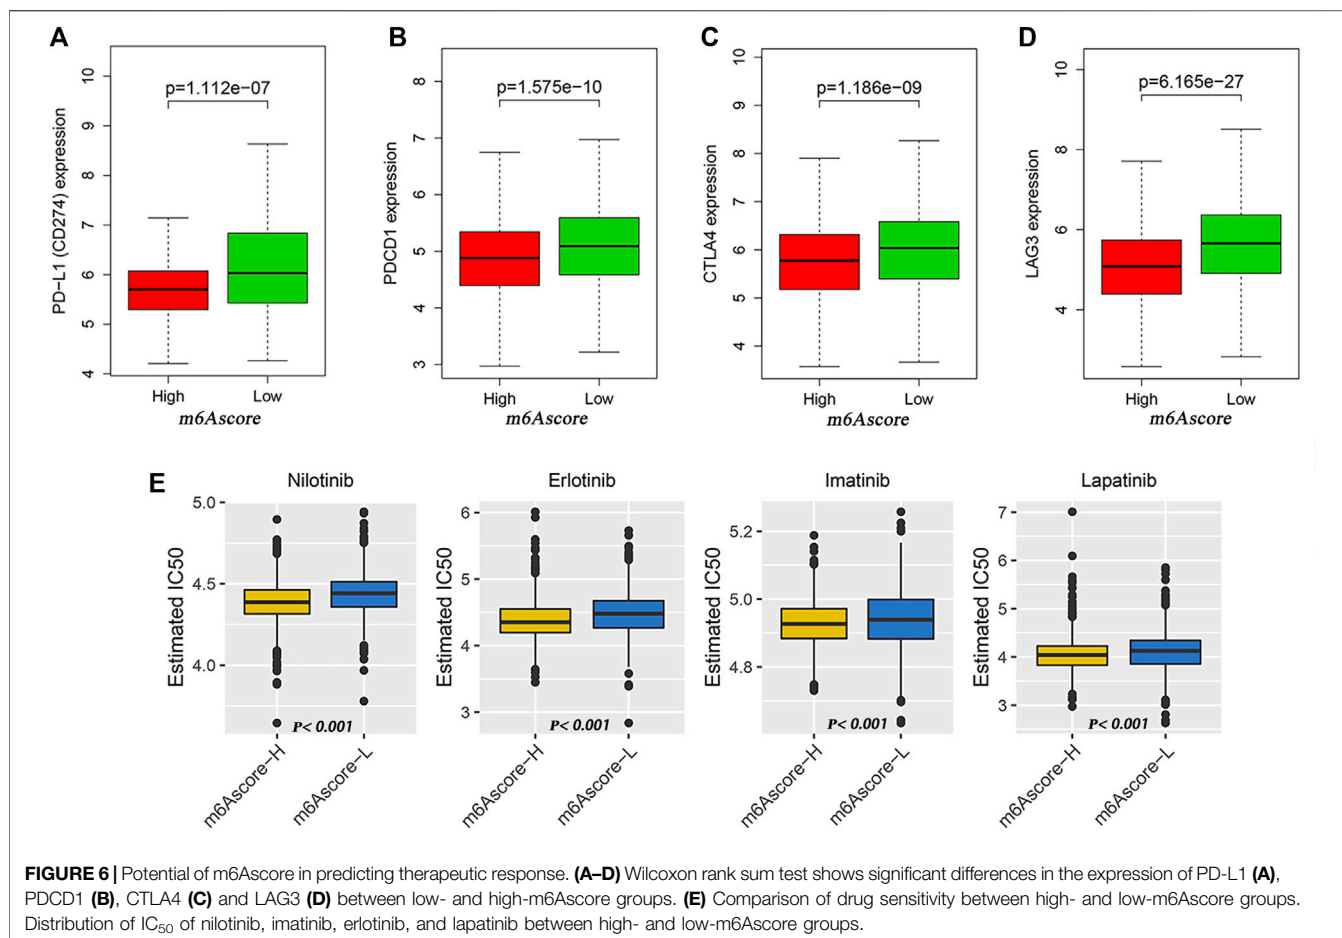 A
B
C
D
PD-L1 (CD274) expression
10
9
8
7
6
5
4
p=1.112e-07
High
Low
m6Ascore
PDCD1 expression
8
7
6
5
4
3
p=1.575e-10
High
Low
m6Ascore
CTLA4 expression
10
9
8
7
6
5
4
p=1.186e-09
High
Low
m6Ascore
LAG3 expression
10
8
6
4
p=6.165e-27
High
Low
m6Ascore
E
Nilotinib
Estimated IC50
5.0
4.5
4.0
P< 0.001
m6Ascore-H
m6Ascore-L
Erlotinib
Estimated IC50
6
5
4
3
P< 0.001
m6Ascore-H
m6Ascore-L
Imatinib
Estimated IC50
5.2
5.0
4.8
P< 0.001
m6Ascore-H
m6Ascore-L
Lapatinib
Estimated IC50
7
6
5
4
3
P< 0.001
m6Ascore-H
m6Ascore-L
FIGURE 6 | Potential of m6Ascore in predicting therapeutic response. (A–D) Wilcoxon rank sum test shows significant differences in the expression of PD-L1 (A),
PDCD1 (B), CTLA4 (C) and LAG3 (D) between low- and high-m6Ascore groups. (E) Comparison of drug sensitivity between high- and low-m6Ascore groups.
Distribution of IC50 of nilotinib, imatinib, erlotinib, and lapatinib between high- and low-m6Ascore groups.